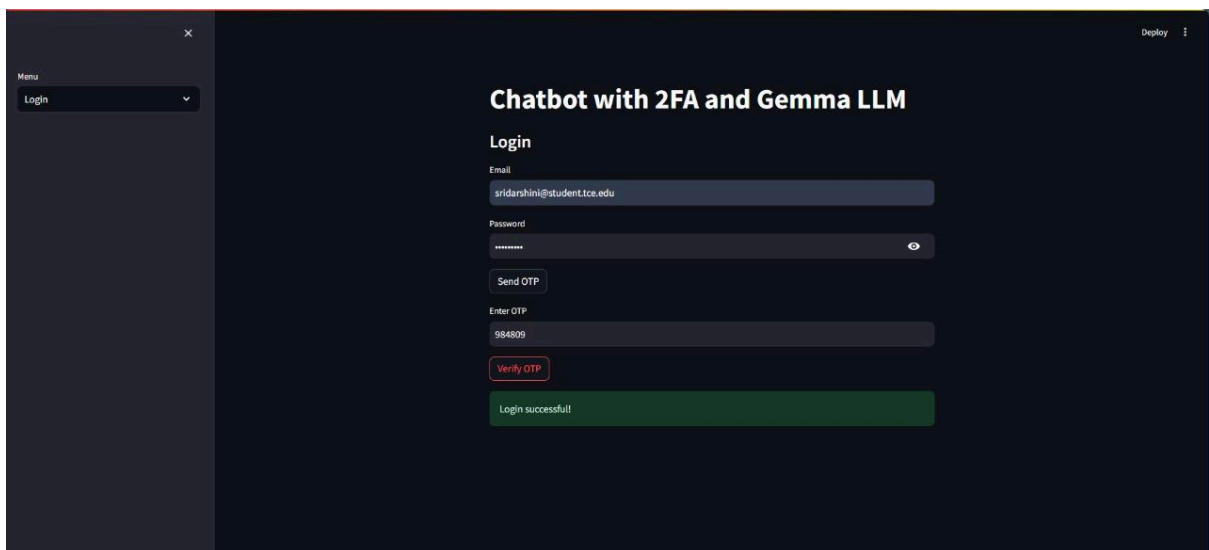 Deploy
Menu
Login
Chatbot with 2FA and Gemma LLM
Login
Email
sridarshini@student.tce.edu
Password
Send OTP
Enter OTP
984809
Verify OTP
Login successful!